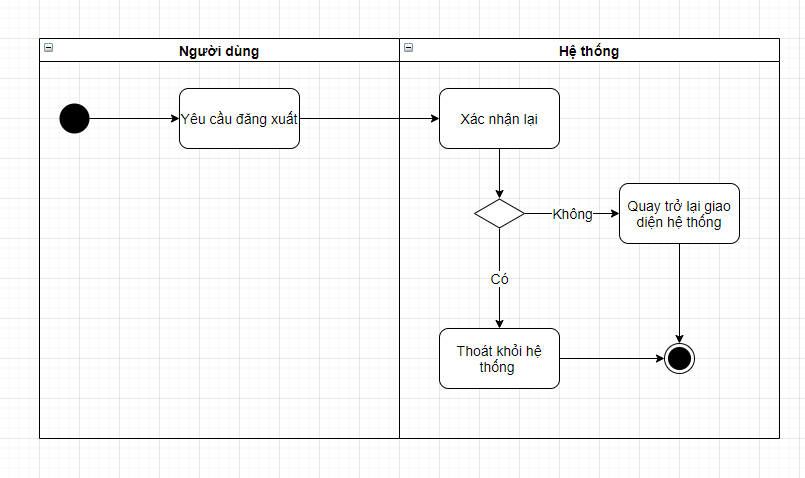 Người dùng
Hệ thống
Yêu cầu đăng xuất
Xác nhận lại
Không
Quay trở lại giao
diện hệ thống
Có
Thoát khỏi hệ
thống